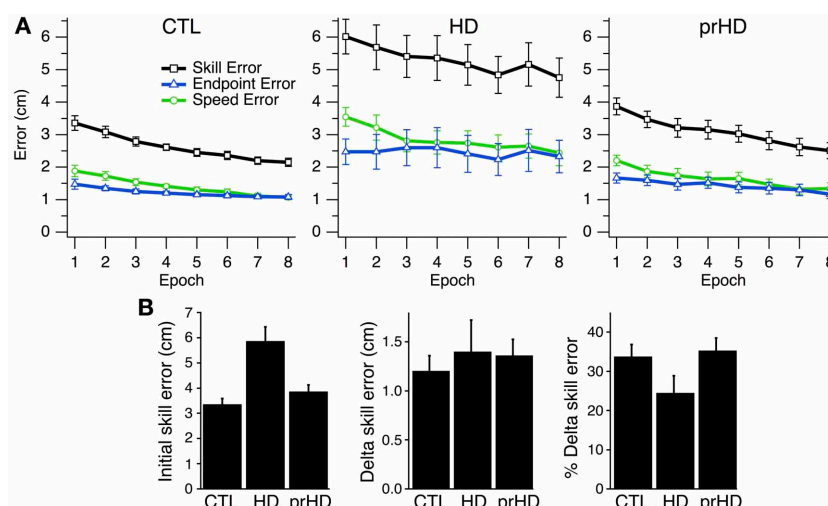 A
CTL
HD
prHD
Error (cm)
6
5
4
3
2
1
0
Skill Error
Endpoint Error
Speed Error
1 2 3 4 5 6 7 8
Epoch
6
5
4
3
2
1
0
1 2 3 4 5 6 7 8
Epoch
6
5
4
3
2
1
0
1 2 3 4 5 6 7 8
Epoch
B
Initial skill error (cm)
7
6
5
4
3
2
1
0
CTL HD prHD
Delta skill error (cm)
1.5
1.0
0.5
0.0
CTL HD prHD
% Delta skill error
40
30
20
10
0
CTL HD prHD